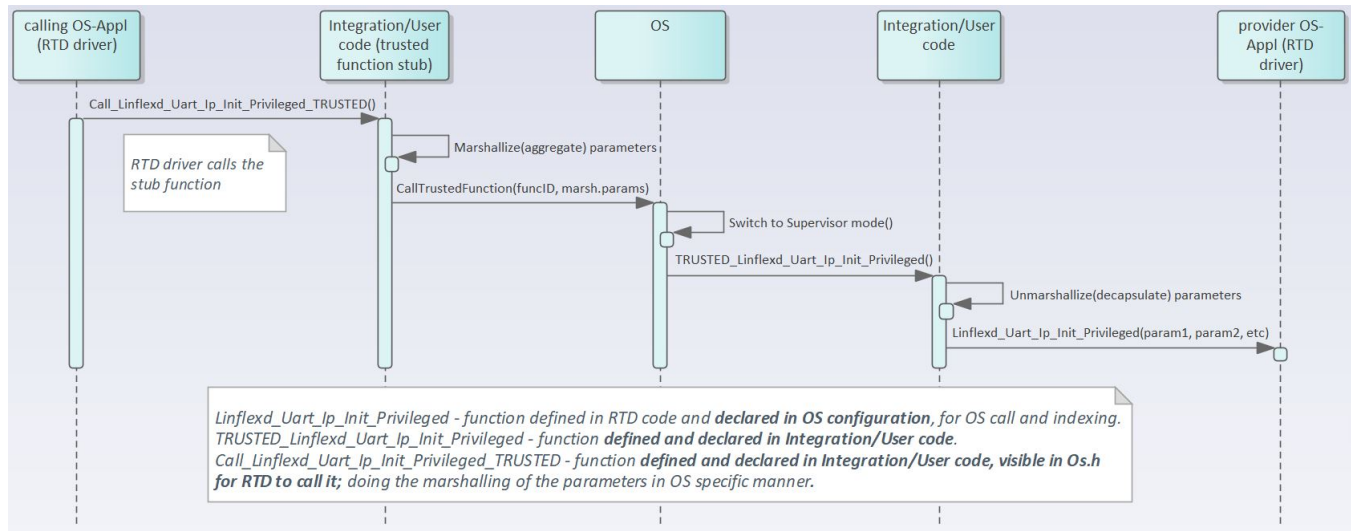 calling OS-Appl
(RTD driver)
Integration/User
code (trusted
function stub)
OS
Integration/User
code
provider OS-
Appl (RTD
driver)
Call_Linflexd_Uart_Ip_Init_Privileged_TRUSTED()
RTD driver calls the
stub function
Marshallize(aggregate) parameters
CallTrustedFunction(funcID, marsh.params)
Switch to Supervisor mode()
TRUSTED_Linflexd_Uart_Ip_Init_Privileged()
Unmarshallize(decapsulate) parameters
Linflexd_Uart_Ip_Init_Privileged(param1, param2, etc)
Linflexd_Uart_Ip_Init_Privileged - function defined in RTD code and declared in OS configuration, for OS call and indexing.
TRUSTED_Linflexd_Uart_Ip_Init_Privileged - function defined and declared in Integration/User code.
Call_Linflexd_Uart_Ip_Init_Privileged_TRUSTED - function defined and declared in Integration/User code, visible in Os.h
for RTD to call it; doing the marshalling of the parameters in OS specific manner.